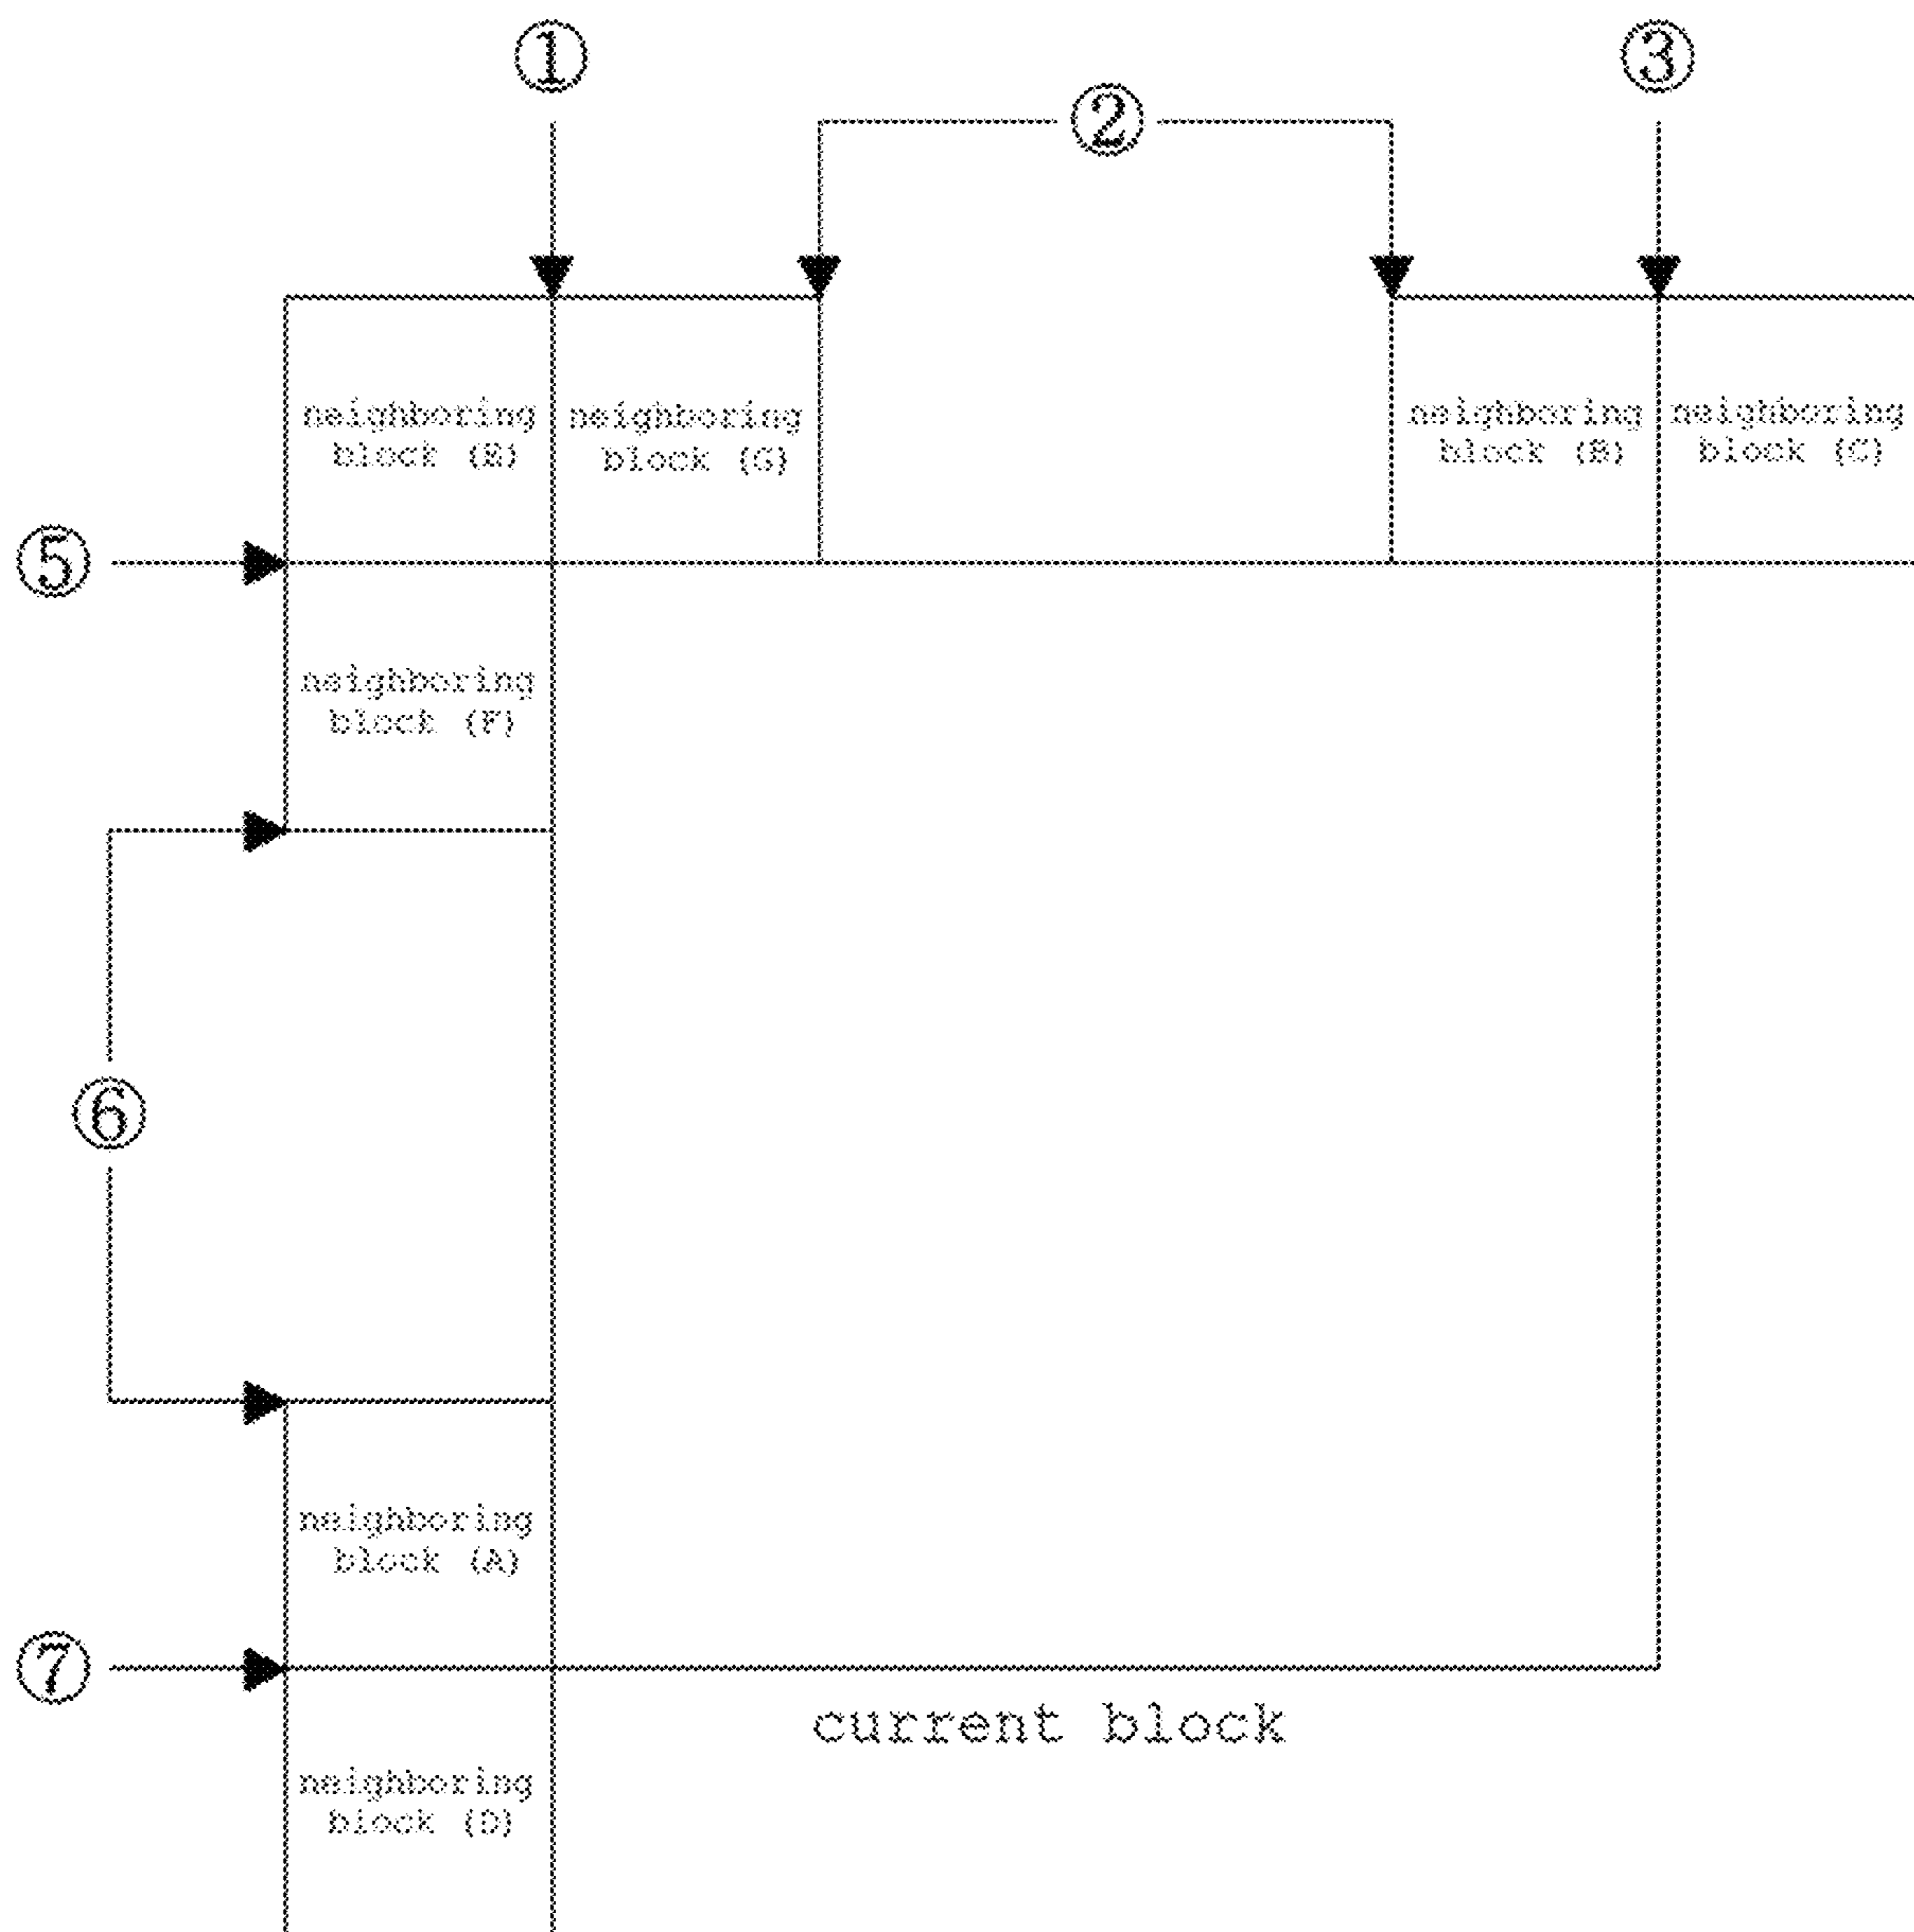 ①
③
②
neighboring
block (E)
neighboring
block (G)
neighboring
block (B)
neighboring
block (C)
⑤
neighboring
block (F)
⑥
neighboring
block (A)
⑦
current block
neighboring
block (D)